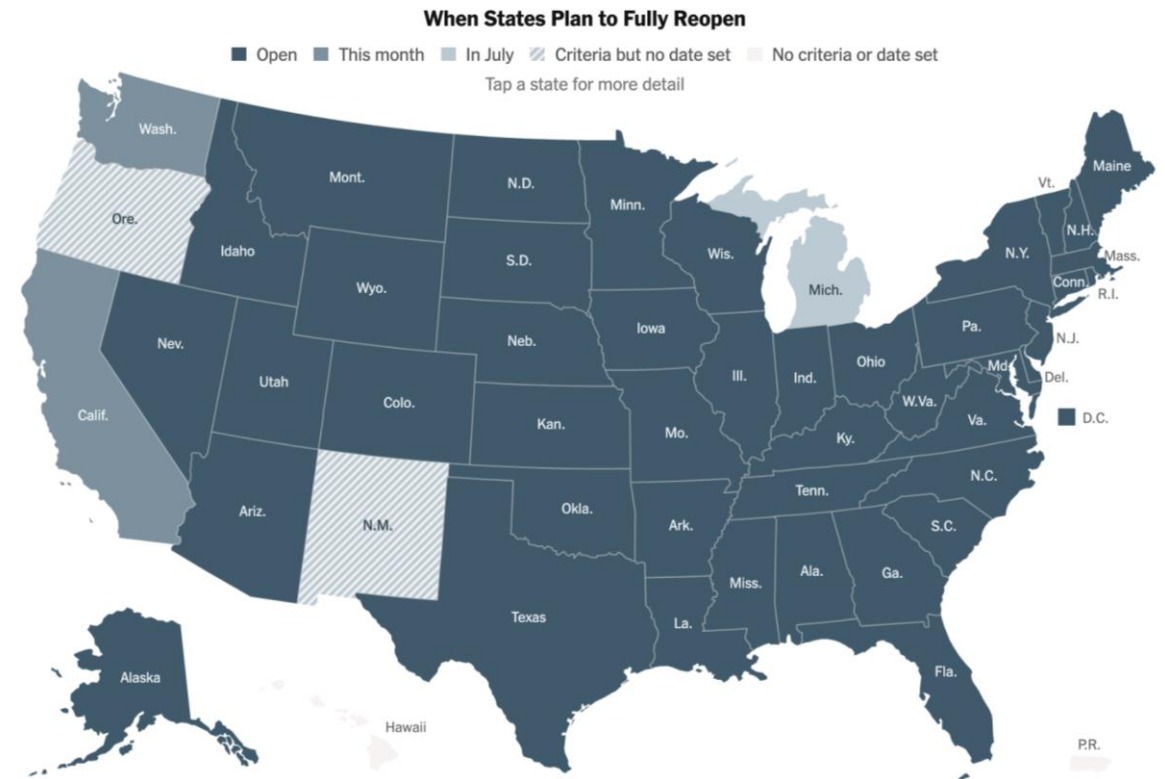 When States Plan to Fully Reopen
Open This month In July Criteria but no date set No criteria or date set
Tap a state for more detail
Wash.
Maine
Mont.
N.D.
Vt.
Minn.
Ore.
N.H.
Idaho
S.D.
Wis.
N.Y.
Mass.
Wyo.
Mich.
Conn.
R.I.
Iowa
Pa.
Nev.
Neb.
N.J.
Ohio
Ill.
Ind.
Md.
Del.
Utah
Colo.
W.Va.
Calif.
Kan.
Va.
D.C.
Mo.
Ky.
N.C.
Tenn.
Ariz.
N.M.
Okla.
Ark.
S.C.
Miss.
Ala.
Ga.
Texas
La.
Fla.
Alaska
Hawaii
P.R.